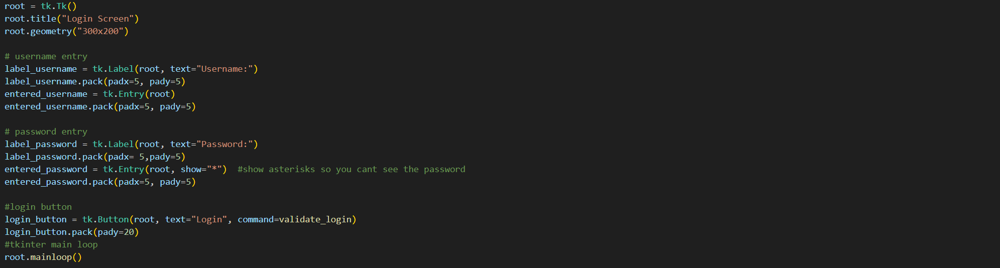 root = tk.Tk()
root.title("Login Screen")
root.geometry("300x200")

# username entry
label_username = tk.Label(root, text="Username:")
label_username.pack(padx=5, pady=5)
entered_username = tk.Entry(root)
entered_username.pack(padx=5, pady=5)

# password entry
label_password = tk.Label(root, text="Password:")
label_password.pack(padx= 5,pady=5)
entered_password = tk.Entry(root, show="*")  #show asterisks so you cant see the password
entered_password.pack(padx=5, pady=5)

#login button
login_button = tk.Button(root, text="Login", command=validate_login)
login_button.pack(pady=20)
#tkinter main loop
root.mainloop()